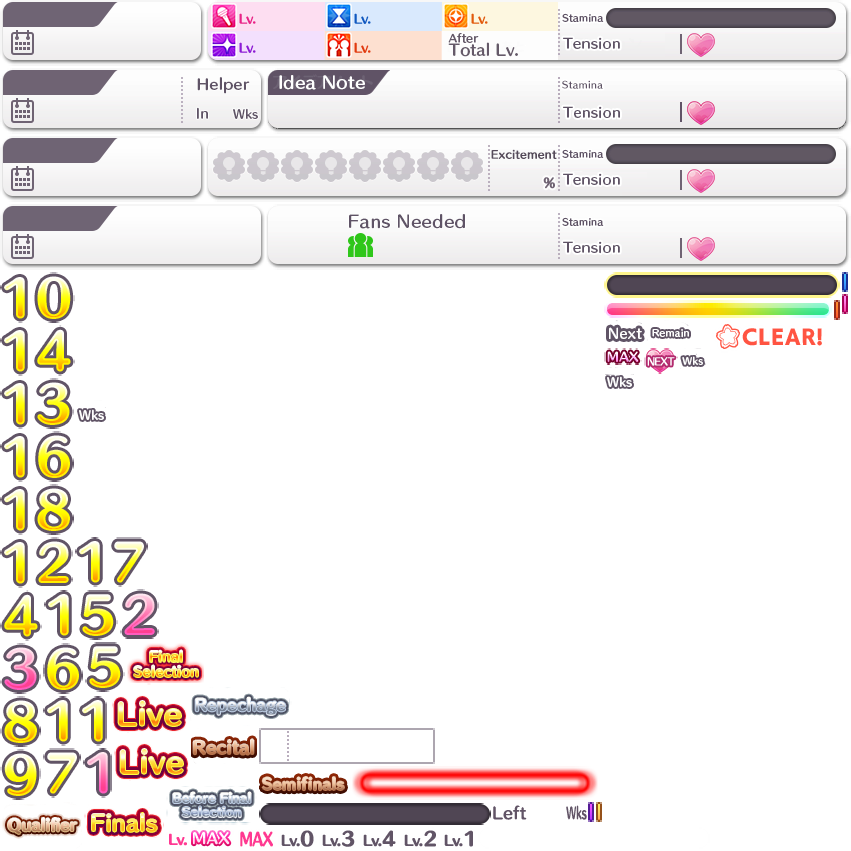 Lv. Lv. Lv. Stamina
Lv. Lv. After Total Lv. Tension
Helper Idea Note Stamina
In Wks Tension
Excitement Stamina
% Tension
Fans Needed Stamina
Tension
10
14
13 Wks
16
18
1217
4152
365 Final Selection
811 Live Repechage
971 Live Recital
Semifinals
Qualifier Finals Before Final Selection Left Wks
Lv. MAX MAX Lv.0 Lv.3 Lv.4 Lv.2 Lv.1
Next Remain CLEAR!
MAX NEXT Wks
Wks